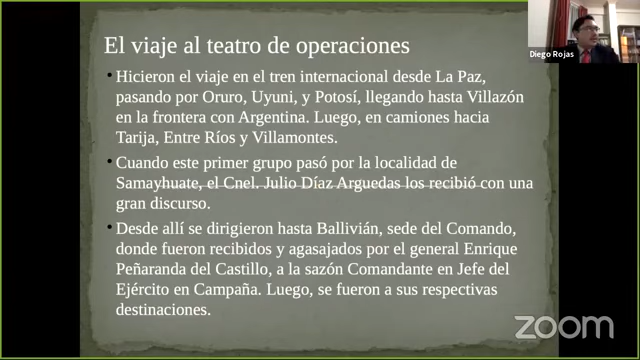 El viaje al teatro de operaciones
Diego Rojas
• Hicieron el viaje en el tren internacional desde La Paz,
pasando por Oruro, Uyuni, y Potosí, llegando hasta Villazón
en la frontera con Argentina. Luego, en camiones hacia
Tarija, Entre Ríos y Villamontes.
• Cuando este primer grupo pasó por la localidad de
Samayhuate, el Cnel. Julio Díaz Arguedas los recibió con una
gran discurso.
• Desde allí se dirigieron hasta Ballivián, sede del Comando,
donde fueron recibidos y agasajados por el general Enrique
Peñaranda del Castillo, a la sazón Comandante en Jefe del
Ejército en Campaña. Luego, se fueron a sus respectivas
destinaciones.
zoom